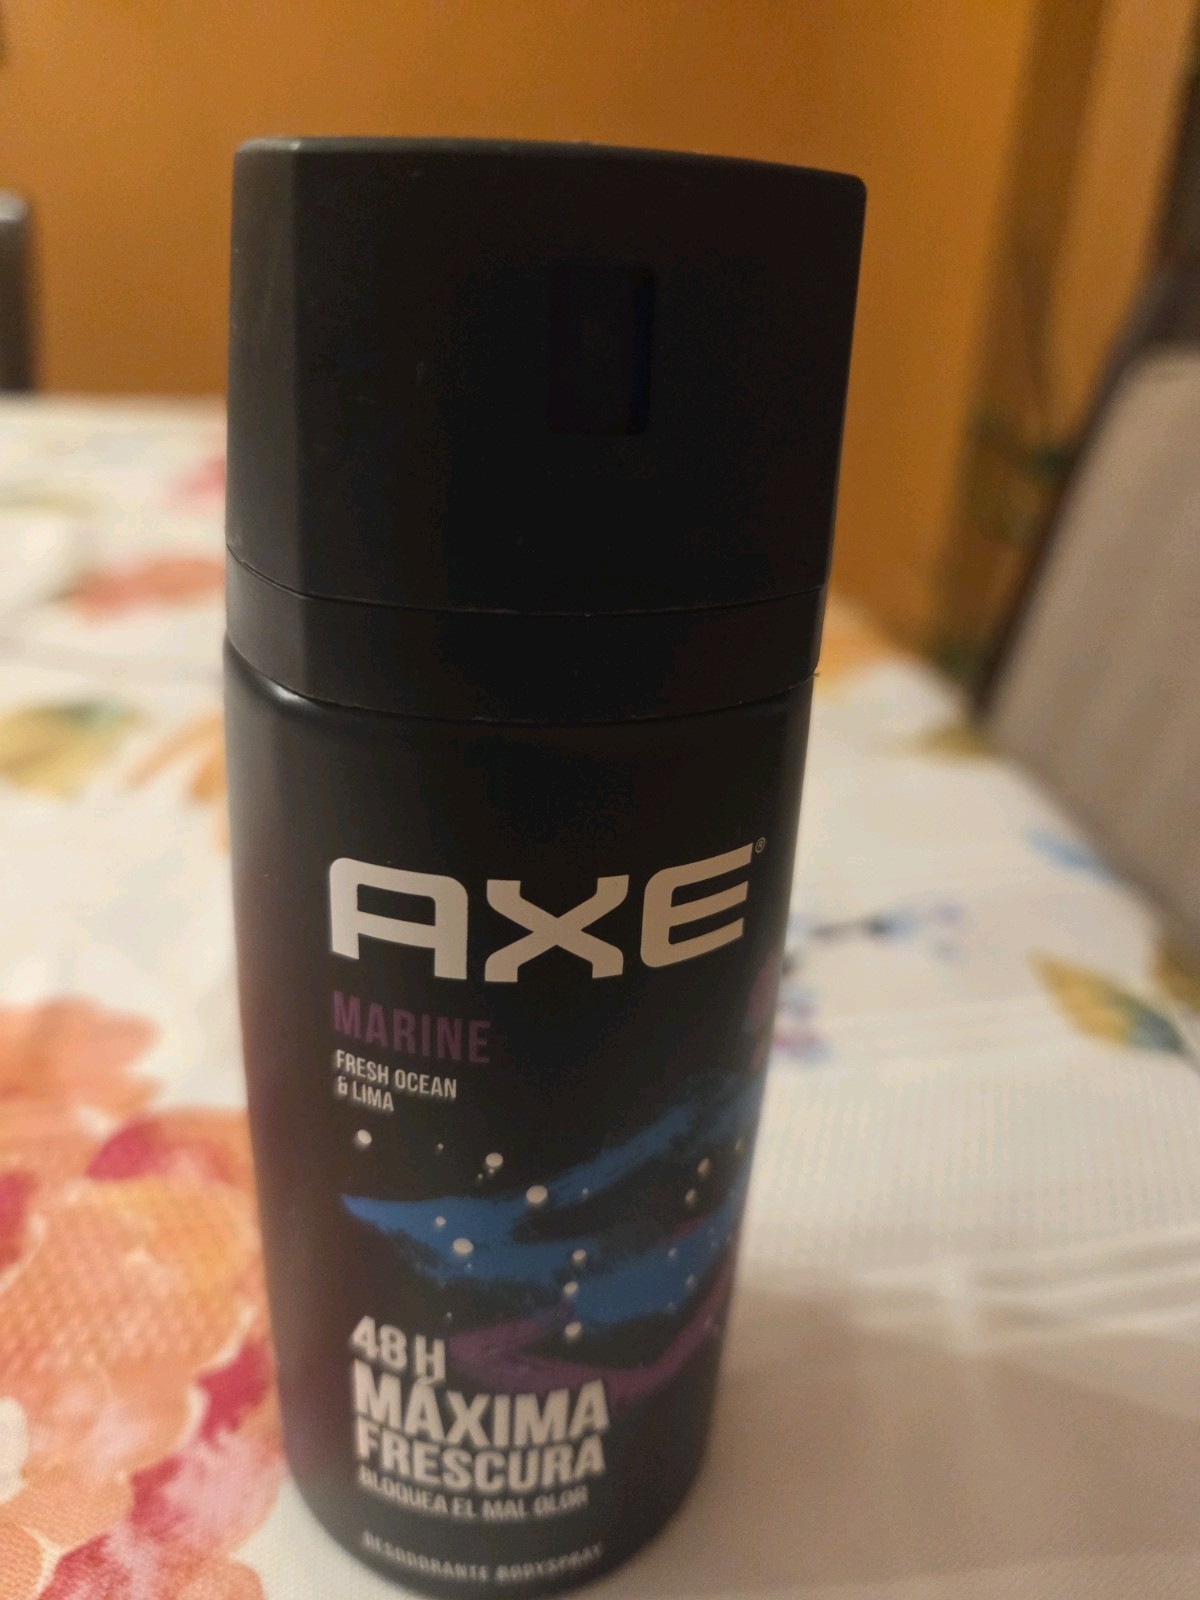 AXE®
MARINE
FRESH OCEAN
& LIMA
48 H
MÁXIMA
FRESCURA
BLOQUEA EL MAL OLOR
DESODORANTE BODYSPRAY